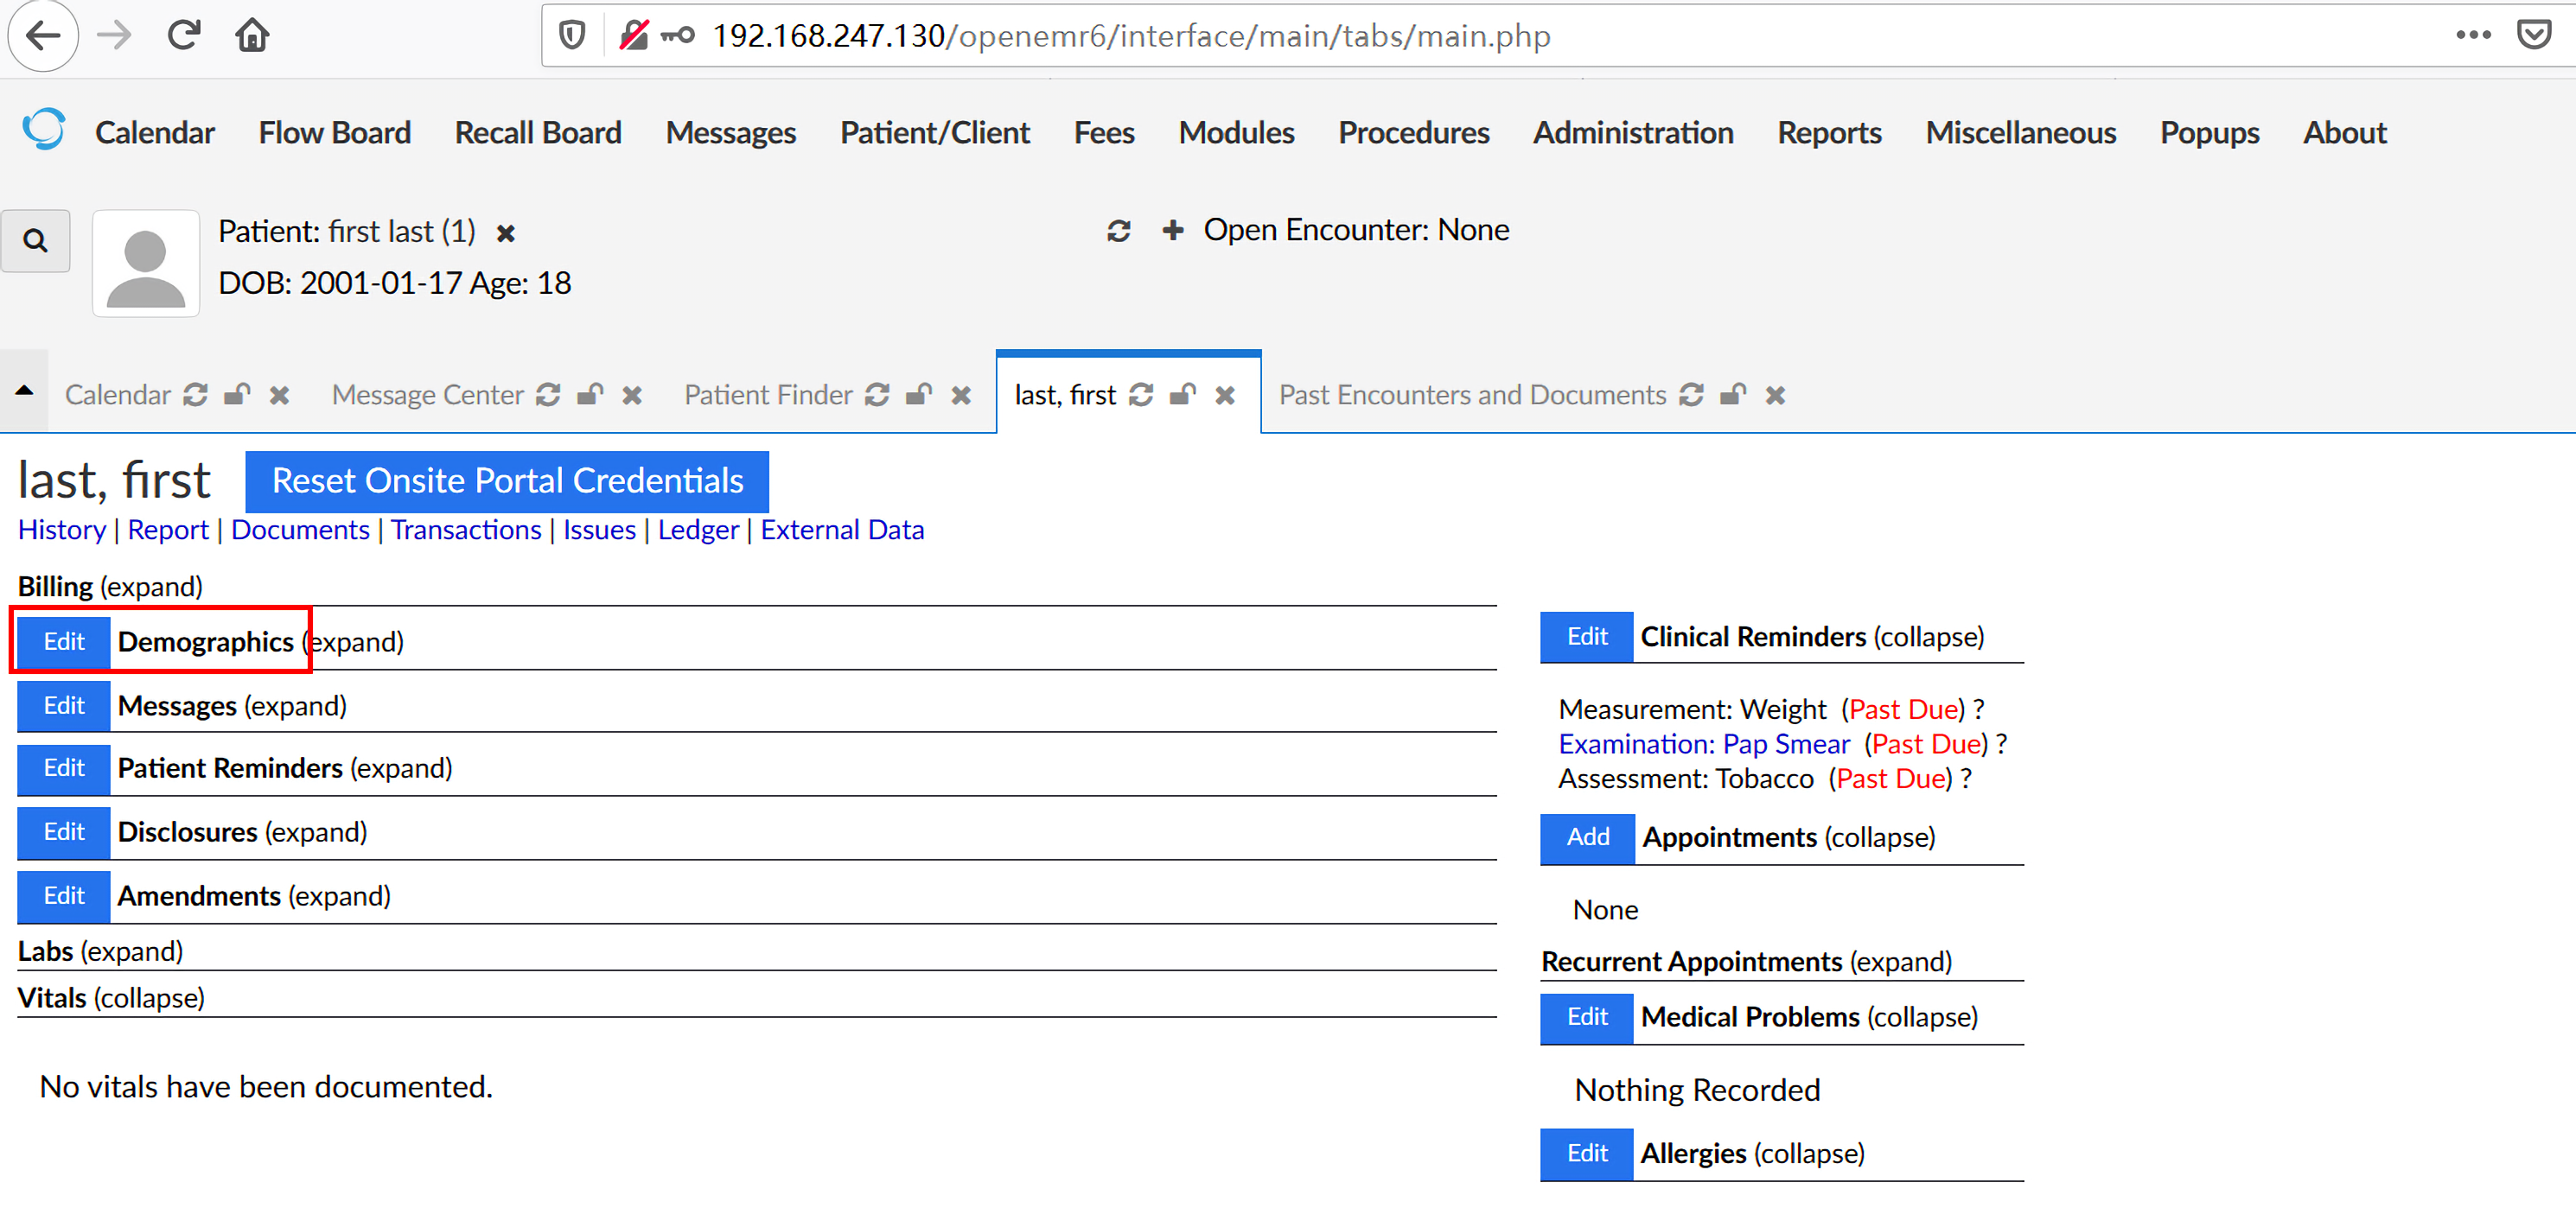 192.168.247.130/openemr6/interface/main/tabs/main.php
Calendar Flow Board Recall Board Messages Patient/Client Fees Modules Procedures Administration Reports Miscellaneous Popups About
Patient: first last (1)
Open Encounter: None
DOB: 2001-01-17 Age: 18
Calendar Message Center Patient Finder last, first Past Encounters and Documents
last, first Reset Onsite Portal Credentials
History | Report | Documents | Transactions | Issues | Ledger | External Data
Billing (expand)
Edit Demographics (expand)
Edit Messages (expand)
Edit Patient Reminders (expand)
Edit Disclosures (expand)
Edit Amendments (expand)
Labs (expand)
Vitals (collapse)
No vitals have been documented.
Edit Clinical Reminders (collapse)
Measurement: Weight (Past Due) ?
Examination: Pap Smear (Past Due) ?
Assessment: Tobacco (Past Due) ?
Add Appointments (collapse)
None
Recurrent Appointments (expand)
Edit Medical Problems (collapse)
Nothing Recorded
Edit Allergies (collapse)